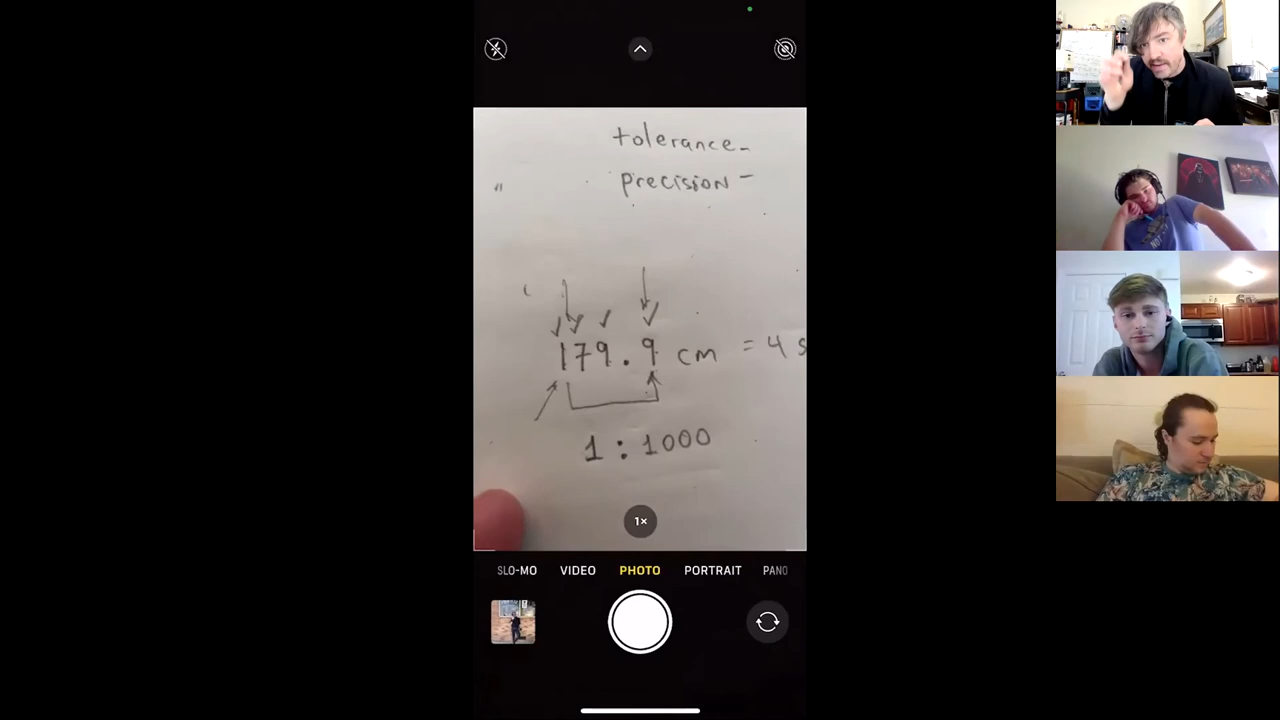 tolerance-
precision-
179.9 cm = 4 s
1 : 1000
1×
SLO-MO VIDEO PHOTO PORTRAIT PANO